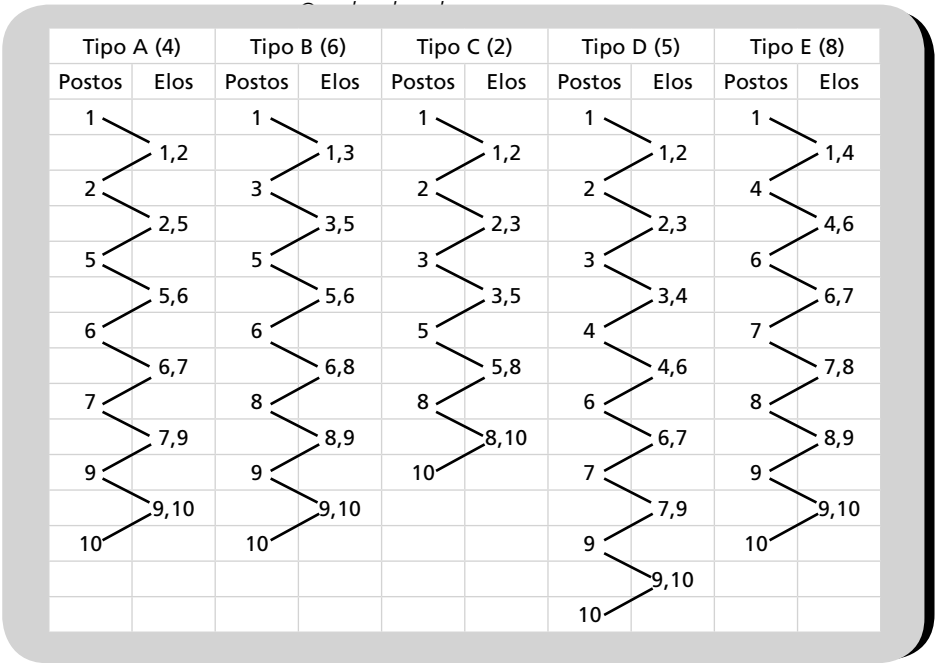 Tipo A (4) Tipo B (6) Tipo C (2) Tipo D (5) Tipo E (8)
Postos Elos Postos Elos Postos Elos Postos Elos Postos Elos
1 1 1 1 1
1,2 1,3 1,2 1,2 1,4
2 3 2 2 4
2,5 3,5 2,3 2,3 4,6
5 5 3 3 6
5,6 5,6 3,5 3,4 6,7
6 6 5 4 7
6,7 6,8 5,8 4,6 7,8
7 8 8 6 8
7,9 8,9 8,10 6,7 8,9
9 9 10 7 9
9,10 9,10 7,9 9,10
10 10 9 10
9,10
10